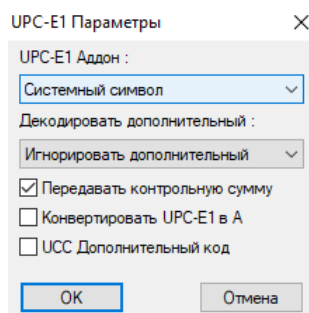 UPC-E1 Параметры
UPC-E1 Аддон :
Системный символ
Декодировать дополнительный :
Игнорировать дополнительный
Передавать контрольную сумму
Конвертировать UPC-E1 в A
UCC Дополнительный код
OK Отмена